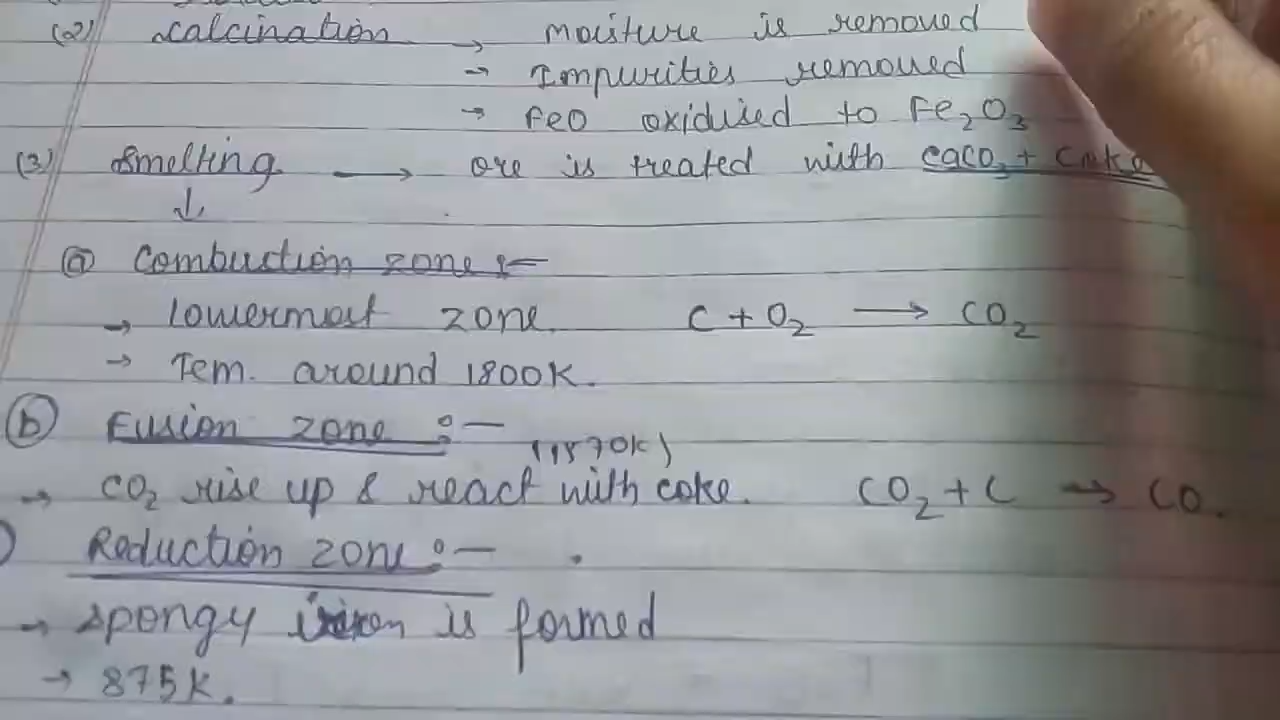 (2) calcination → moisture is removed
→ Impurities removed
→ FeO oxidised to Fe₂O₃
(3) Smelting → ore is treated with CaCO₃ + Coke
↓
(a) Combustion zone :-
→ lowermost zone C + O₂ → CO₂
→ Tem. around 1800K.
(b) Fusion zone :- (1570K)
→ CO₂ rise up & react with coke. CO₂ + C → CO.
) Reduction zone :-
→ Spongy iron is formed
→ 875K.